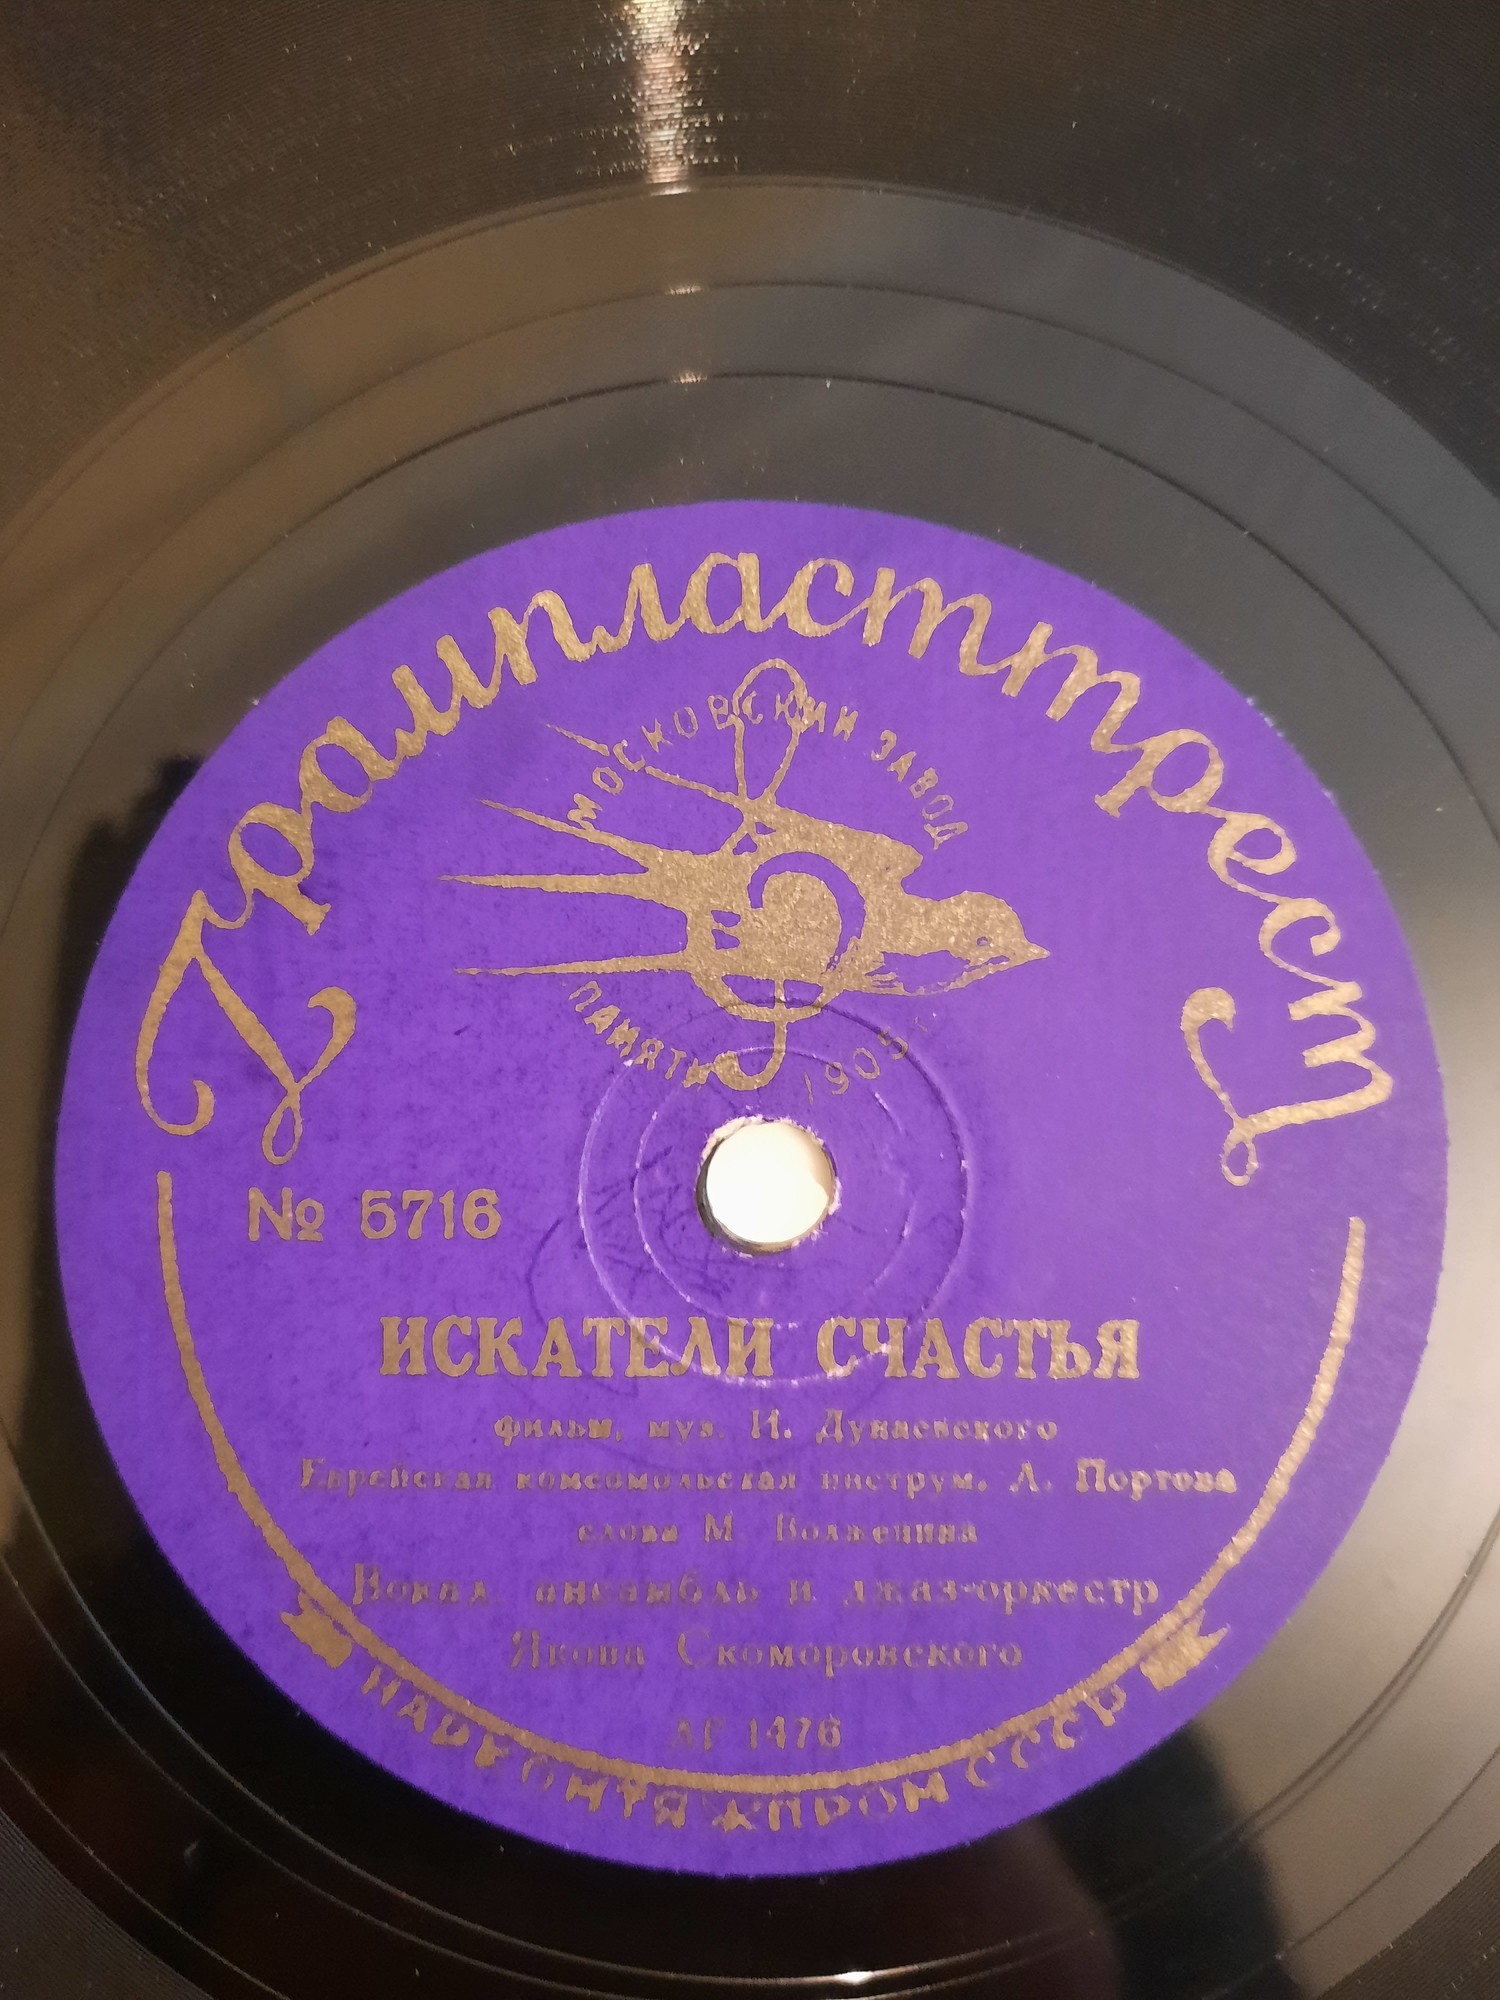 Грампласттрест
МОСКОВСКИЙ ЗАВОД
ПАМЯТИ 1905 г.
№ 5716
ИСКАТЕЛИ СЧАСТЬЯ
фильм, муз. И. Дунаевского
Еврейская комсомольская инструм. А. Портова
слова М. Волженина
Вокал. ансамбль и джаз-оркестр
Якова Скоморовского
АГ 1476
НАРКОМТЯЖПРОМ СССР